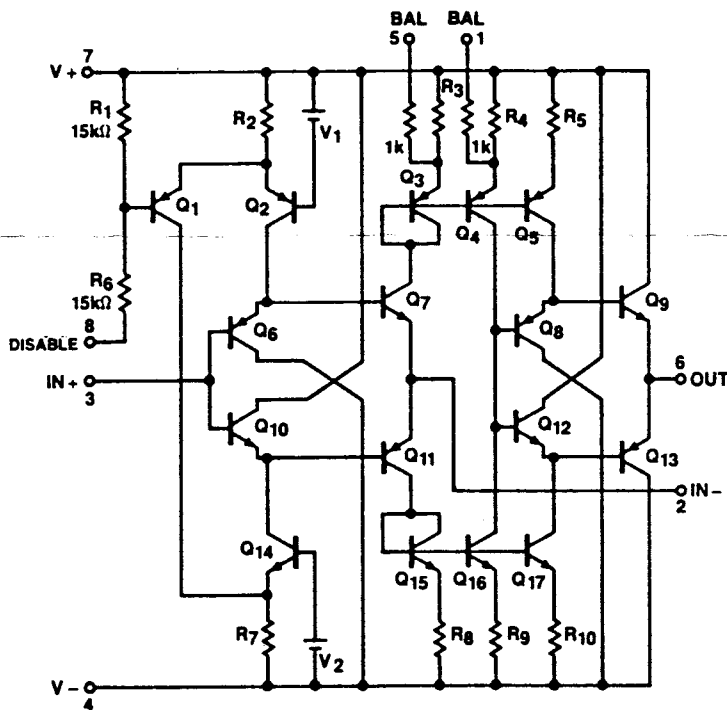 BAL BAL
5 1
7
V+
R1
15kΩ
R2
V1
R3
1k
R4
1k
R5
Q1
Q2
Q3
Q4
Q5
R6
15kΩ
8
DISABLE
IN+
3
Q6
Q7
Q8
Q9
6
OUT
Q10
Q11
Q12
Q13
IN-
2
Q14
Q15
Q16
Q17
R7
V2
R8
R9
R10
V-
4